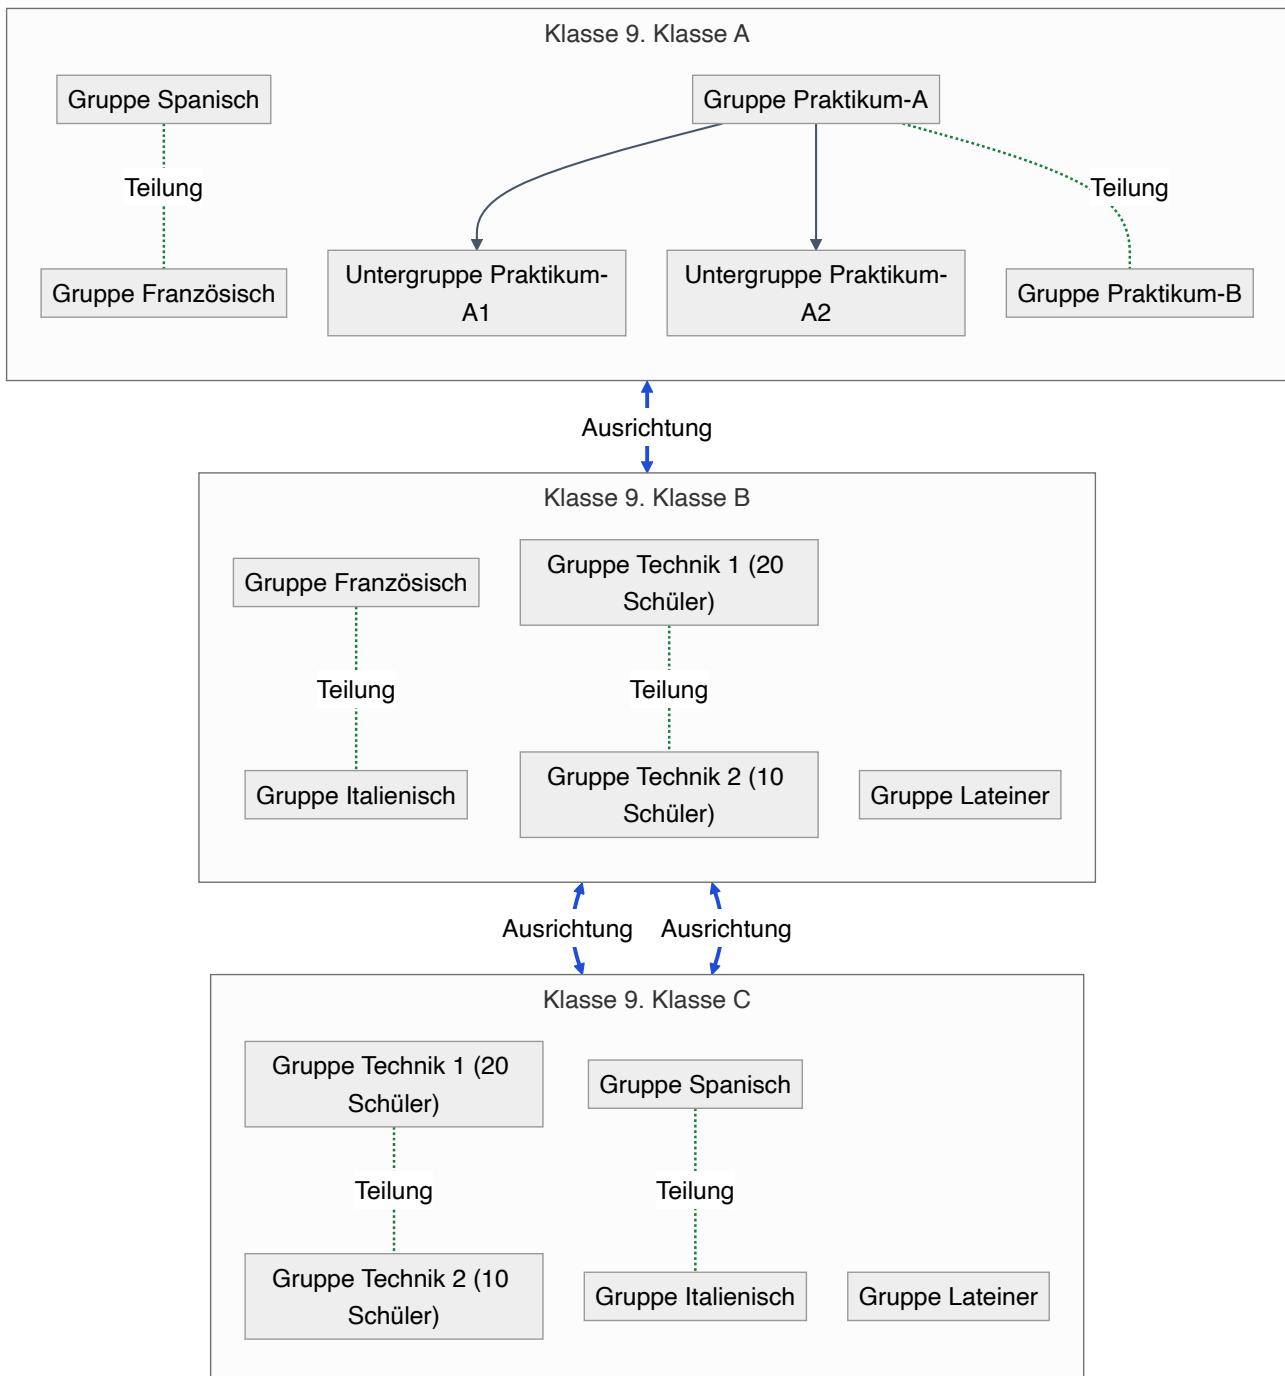 Klasse 9. Klasse A
Gruppe Spanisch
Gruppe Praktikum-A
Teilung
Teilung
Gruppe Französisch
Untergruppe Praktikum-
A1
Untergruppe Praktikum-
A2
Gruppe Praktikum-B
Ausrichtung
Klasse 9. Klasse B
Gruppe Französisch
Gruppe Technik 1 (20
Schüler)
Teilung
Teilung
Gruppe Italienisch
Gruppe Technik 2 (10
Schüler)
Gruppe Lateiner
Ausrichtung
Ausrichtung
Klasse 9. Klasse C
Gruppe Technik 1 (20
Schüler)
Gruppe Spanisch
Teilung
Teilung
Gruppe Technik 2 (10
Schüler)
Gruppe Italienisch
Gruppe Lateiner